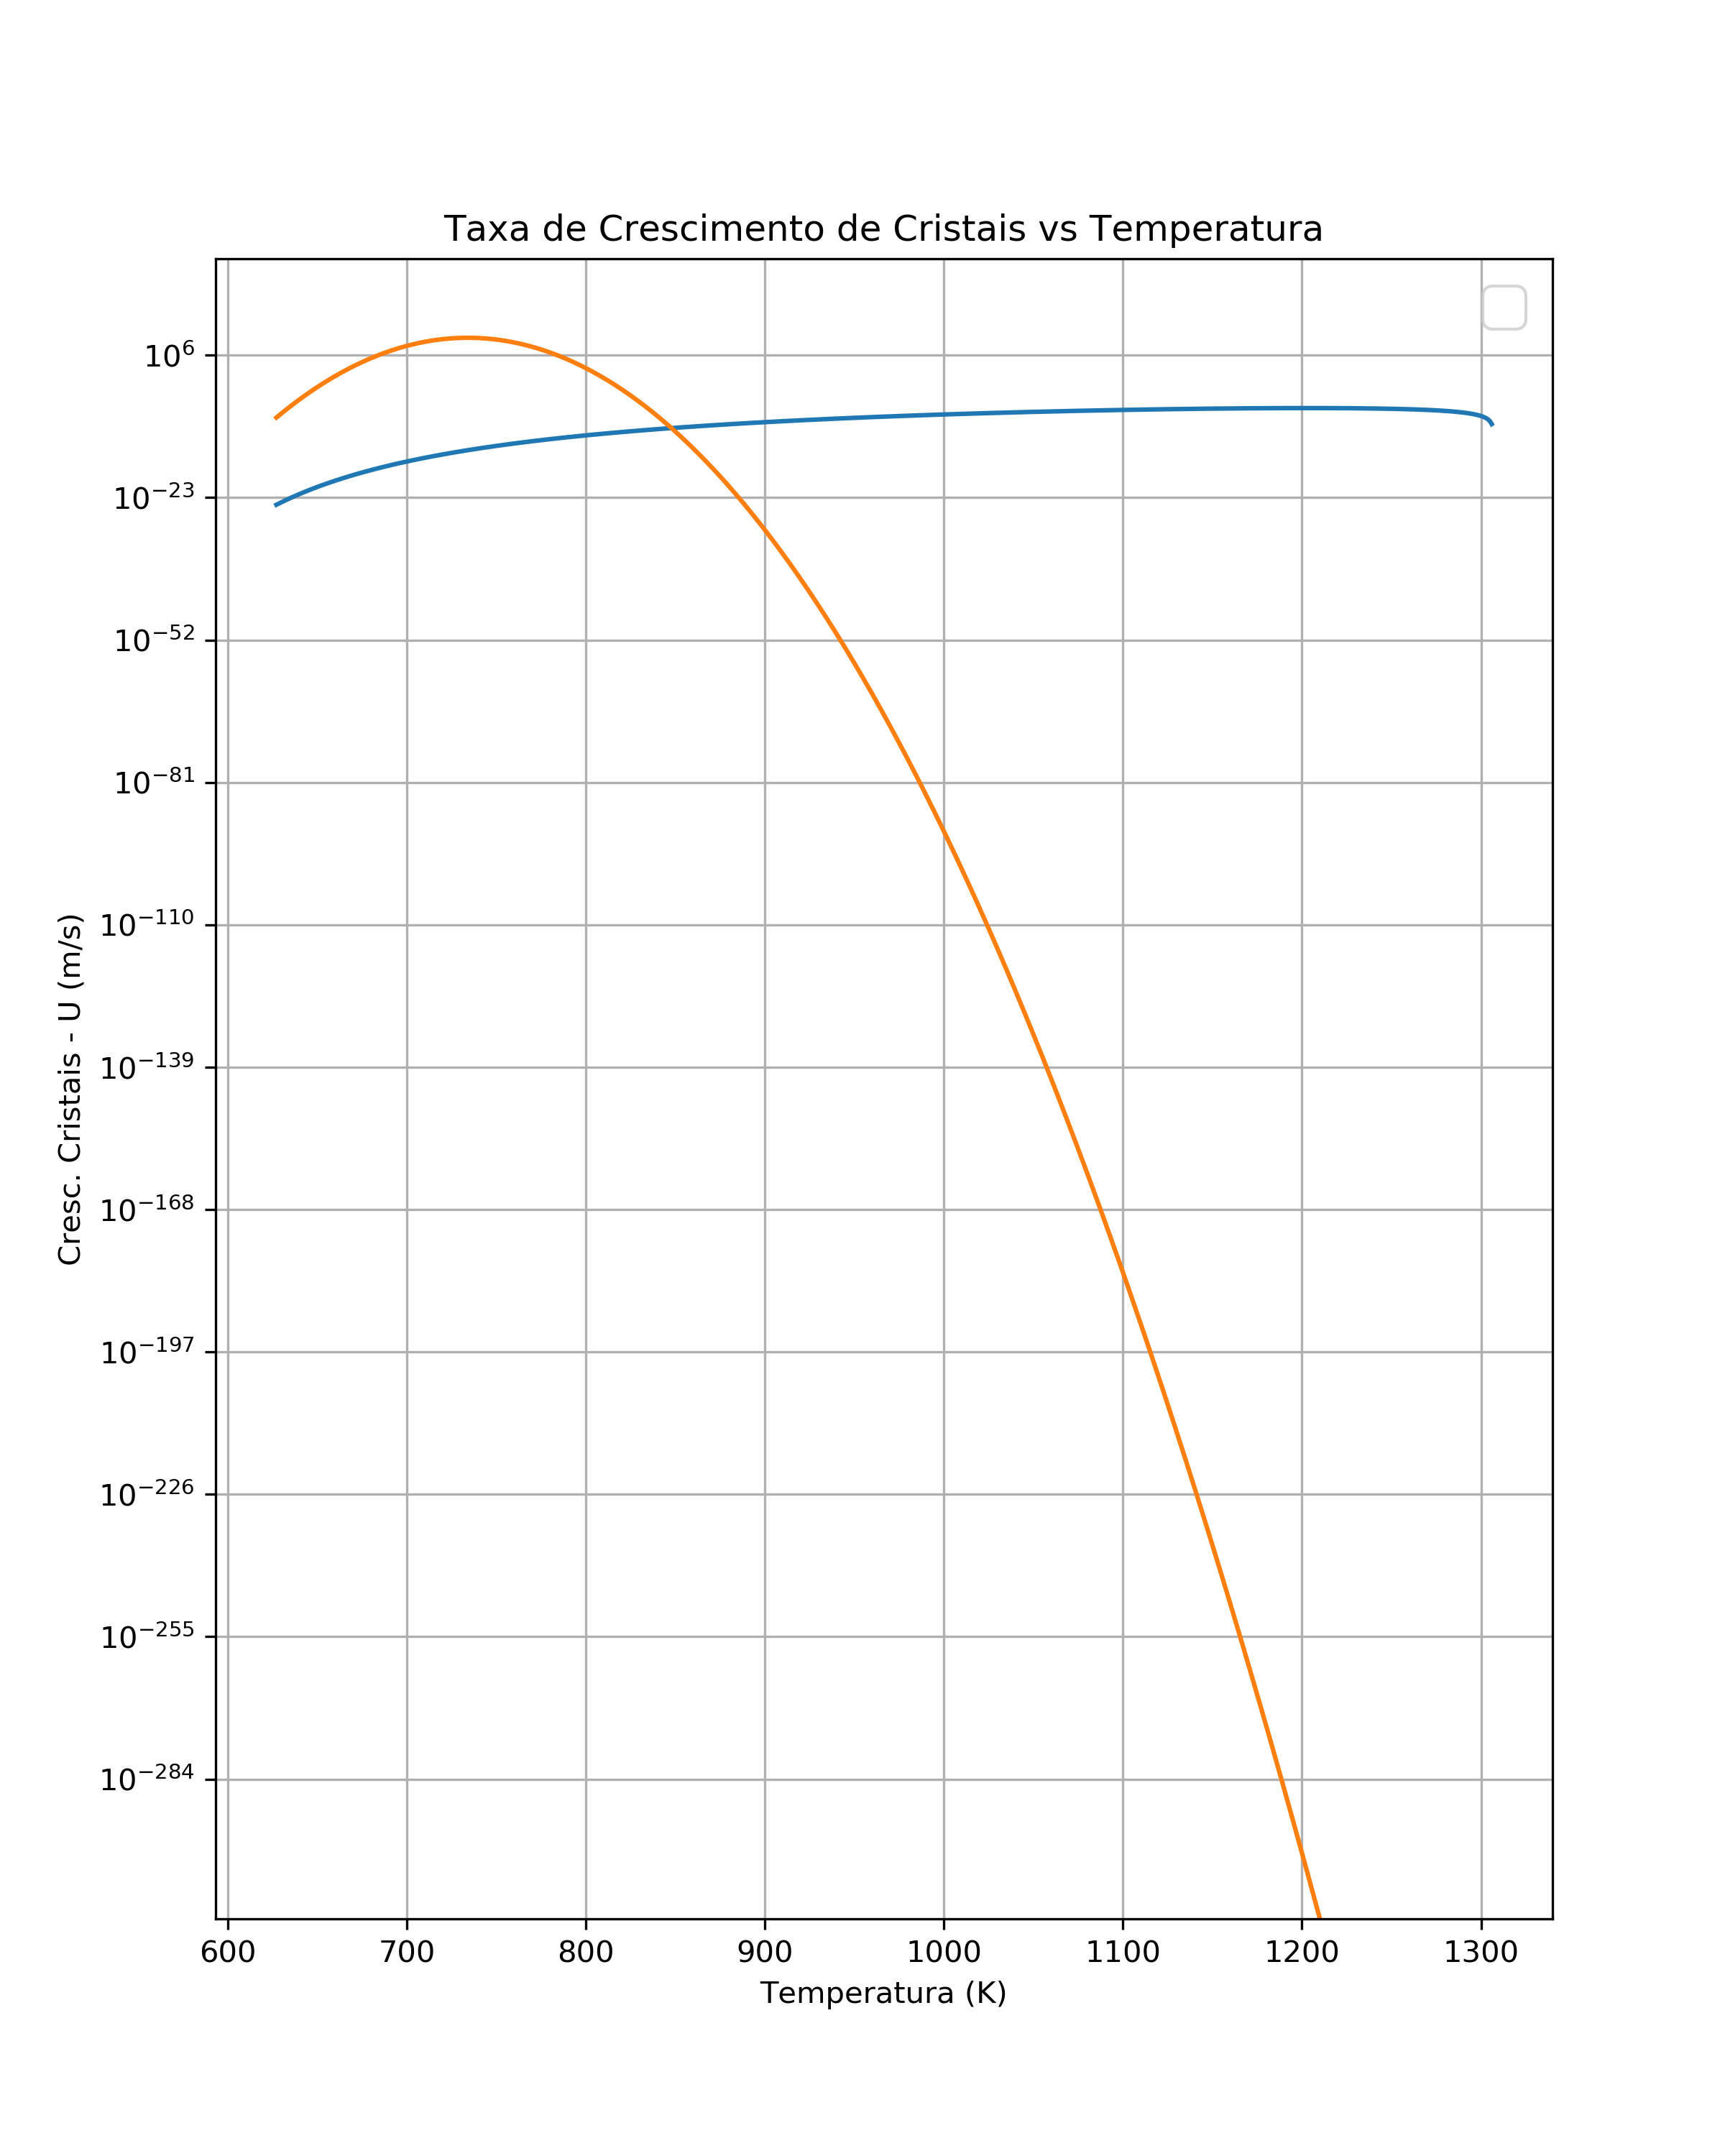 Taxa de Crescimento de Cristais vs Temperatura
Cresc. Cristais - U (m/s)
10⁶
10⁻²³
10⁻⁵²
10⁻⁸¹
10⁻¹¹⁰
10⁻¹³⁹
10⁻¹⁶⁸
10⁻¹⁹⁷
10⁻²²⁶
10⁻²⁵⁵
10⁻²⁸⁴
600 700 800 900 1000 1100 1200 1300
Temperatura (K)